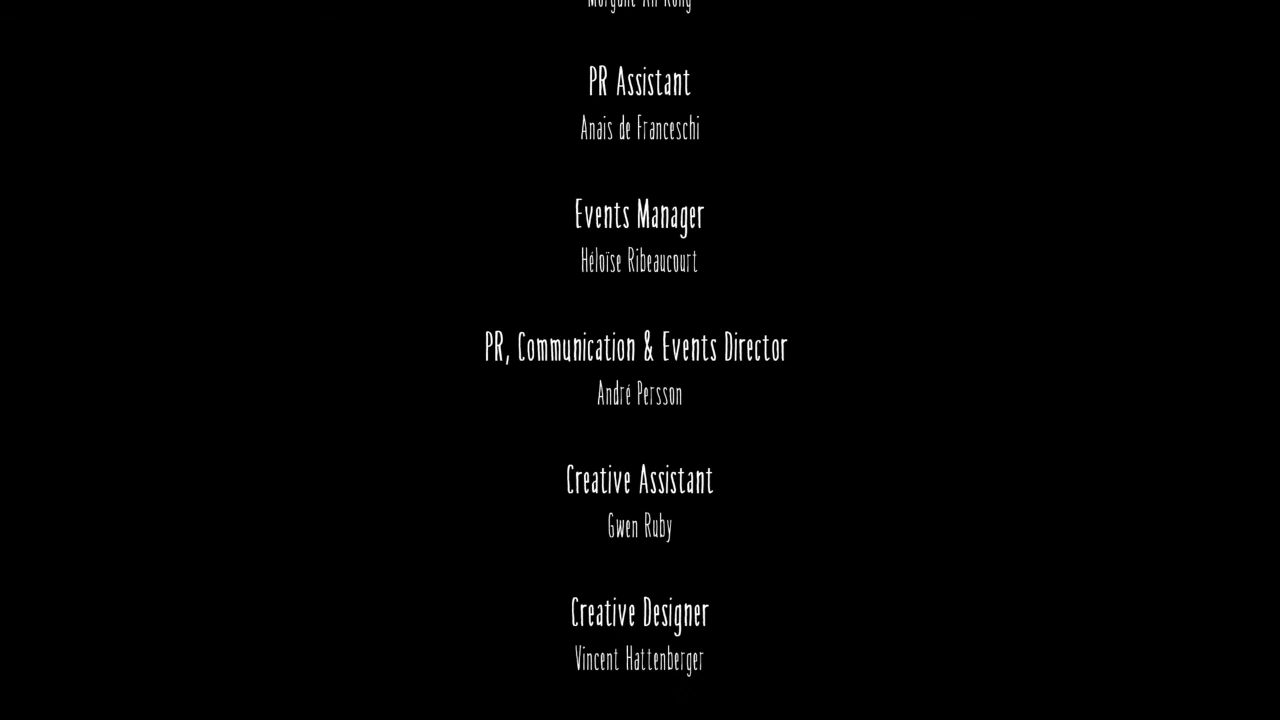 PR Assistant
Anais de Franceschi
Events Manager
Héloïse Ribeaucourt
PR, Communication & Events Director
André Persson
Creative Assistant
Gwen Ruby
Creative Designer
Vincent Hattenberger